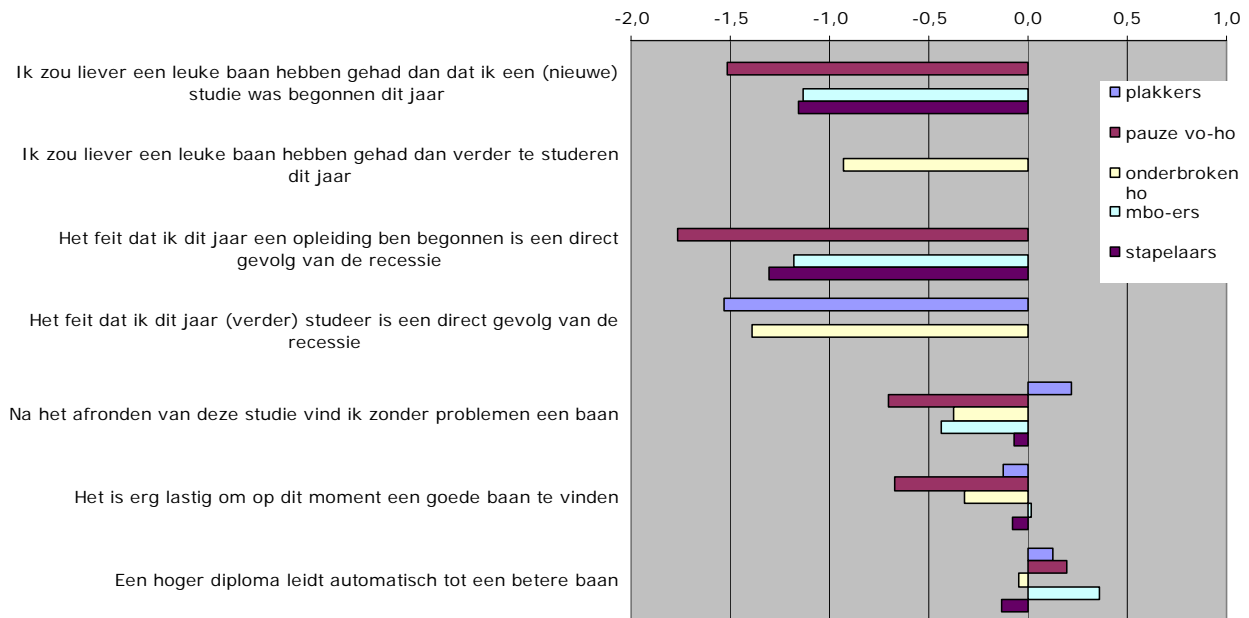 -2,0 -1,5 -1,0 -0,5 0,0 0,5 1,0
Ik zou liever een leuke baan hebben gehad dan dat ik een (nieuwe)
studie was begonnen dit jaar
Ik zou liever een leuke baan hebben gehad dan verder te studeren
dit jaar
Het feit dat ik dit jaar een opleiding ben begonnen is een direct
gevolg van de recessie
Het feit dat ik dit jaar (verder) studeer is een direct gevolg van de
recessie
Na het afronden van deze studie vind ik zonder problemen een baan
Het is erg lastig om op dit moment een goede baan te vinden
Een hoger diploma leidt automatisch tot een betere baan
plakkers
pauze vo-ho
onderbroken
ho
mbo-ers
stapelaars